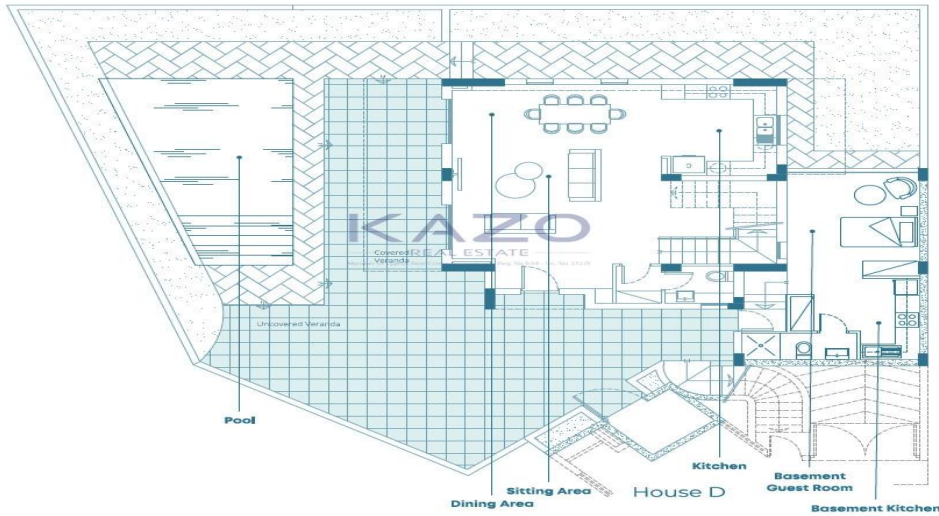 KAZO
REAL ESTATE
Covered
Veranda
Uncovered Veranda
Pool
Kitchen
Basement
Guest Room
Sitting Area
House D
Dining Area
Basement Kitchen